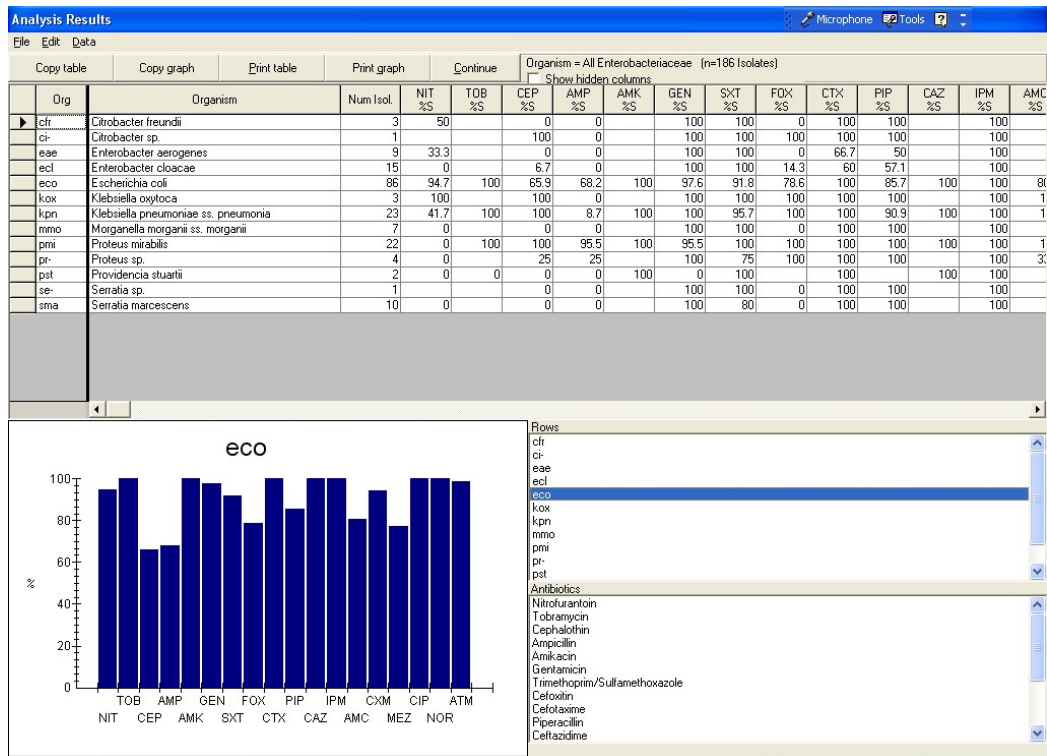 Analysis Results
Microphone Tools
File Edit Data
Copy table Copy graph Print table Print graph Continue Organism = All Enterobacteriaceae (n=186 Isolates)
Show hidden columns
Org Organism Num Isol. NIT %S TOB %S CEP %S AMP %S AMK %S GEN %S SXT %S FOX %S CTX %S PIP %S CAZ %S IPM %S AMC %S
cfr Citrobacter freundii 3 50 0 0 100 100 0 100 100 100
ci- Citrobacter sp. 1 100 0 100 100 100 100 100 100
eae Enterobacter aerogenes 9 33.3 0 0 100 100 0 66.7 50 100
ecl Enterobacter cloacae 15 0 6.7 0 100 100 14.3 60 57.1 100
eco Escherichia coli 86 94.7 100 65.9 68.2 100 97.6 91.8 78.6 100 85.7 100 100 80
kox Klebsiella oxytoca 3 100 100 0 100 100 100 100 100 100 1
kpn Klebsiella pneumoniae ss. pneumonia 23 41.7 100 100 8.7 100 100 95.7 100 100 90.9 100 100 1
mmo Morganella morganii ss. morganii 7 0 0 0 100 100 0 100 100 100
pmi Proteus mirabilis 22 0 100 100 95.5 100 95.5 100 100 100 100 100 100 1
pr- Proteus sp. 4 0 25 25 100 75 100 100 100 100 33
pst Providencia stuartii 2 0 0 0 0 100 0 100 100 100 100
se- Serratia sp. 1 0 0 100 100 0 100 100 100
sma Serratia marcescens 10 0 0 0 100 80 0 100 100 100
eco
100
80
60
%
40
20
0
TOB AMP GEN FOX PIP IPM CXM CIP ATM
NIT CEP AMK SXT CTX CAZ AMC MEZ NOR
Rows
cfr
ci-
eae
ecl
eco
kox
kpn
mmo
pmi
pr-
pst
Antibiotics
Nitrofurantoin
Tobramycin
Cephalothin
Ampicillin
Amikacin
Gentamicin
Trimethoprim/Sulfamethoxazole
Cefoxitin
Cefotaxime
Piperacillin
Ceftazidime